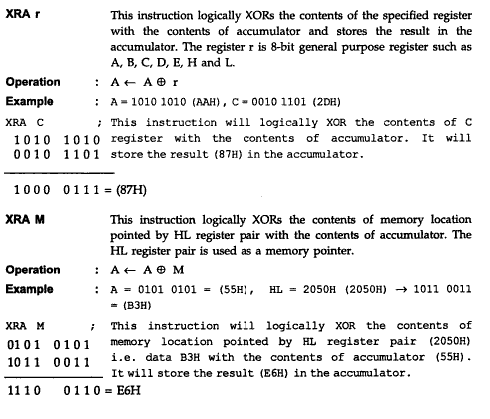 XRA r This instruction logically XORs the contents of the specified register
with the contents of accumulator and stores the result in the
accumulator. The register r is 8-bit general purpose register such as
A, B, C, D, E, H and L.
Operation : A ← A ⊕ r
Example : A = 1010 1010 (AAH), C = 0010 1101 (2DH)
XRA C ; This instruction will logically XOR the contents of C
1010 1010 register with the contents of accumulator. It will
0010 1101 store the result (87H) in the accumulator.
1000 0111 = (87H)
XRA M This instruction logically XORs the contents of memory location
pointed by HL register pair with the contents of accumulator. The
HL register pair is used as a memory pointer.
Operation : A ← A ⊕ M
Example : A = 0101 0101 = (55H), HL = 2050H (2050H) → 1011 0011
= (B3H)
XRA M ; This instruction will logically XOR the contents of
0101 0101 memory location pointed by HL register pair (2050H)
1011 0011 i.e. data B3H with the contents of accumulator (55H).
It will store the result (E6H) in the accumulator.
1110 0110 = E6H